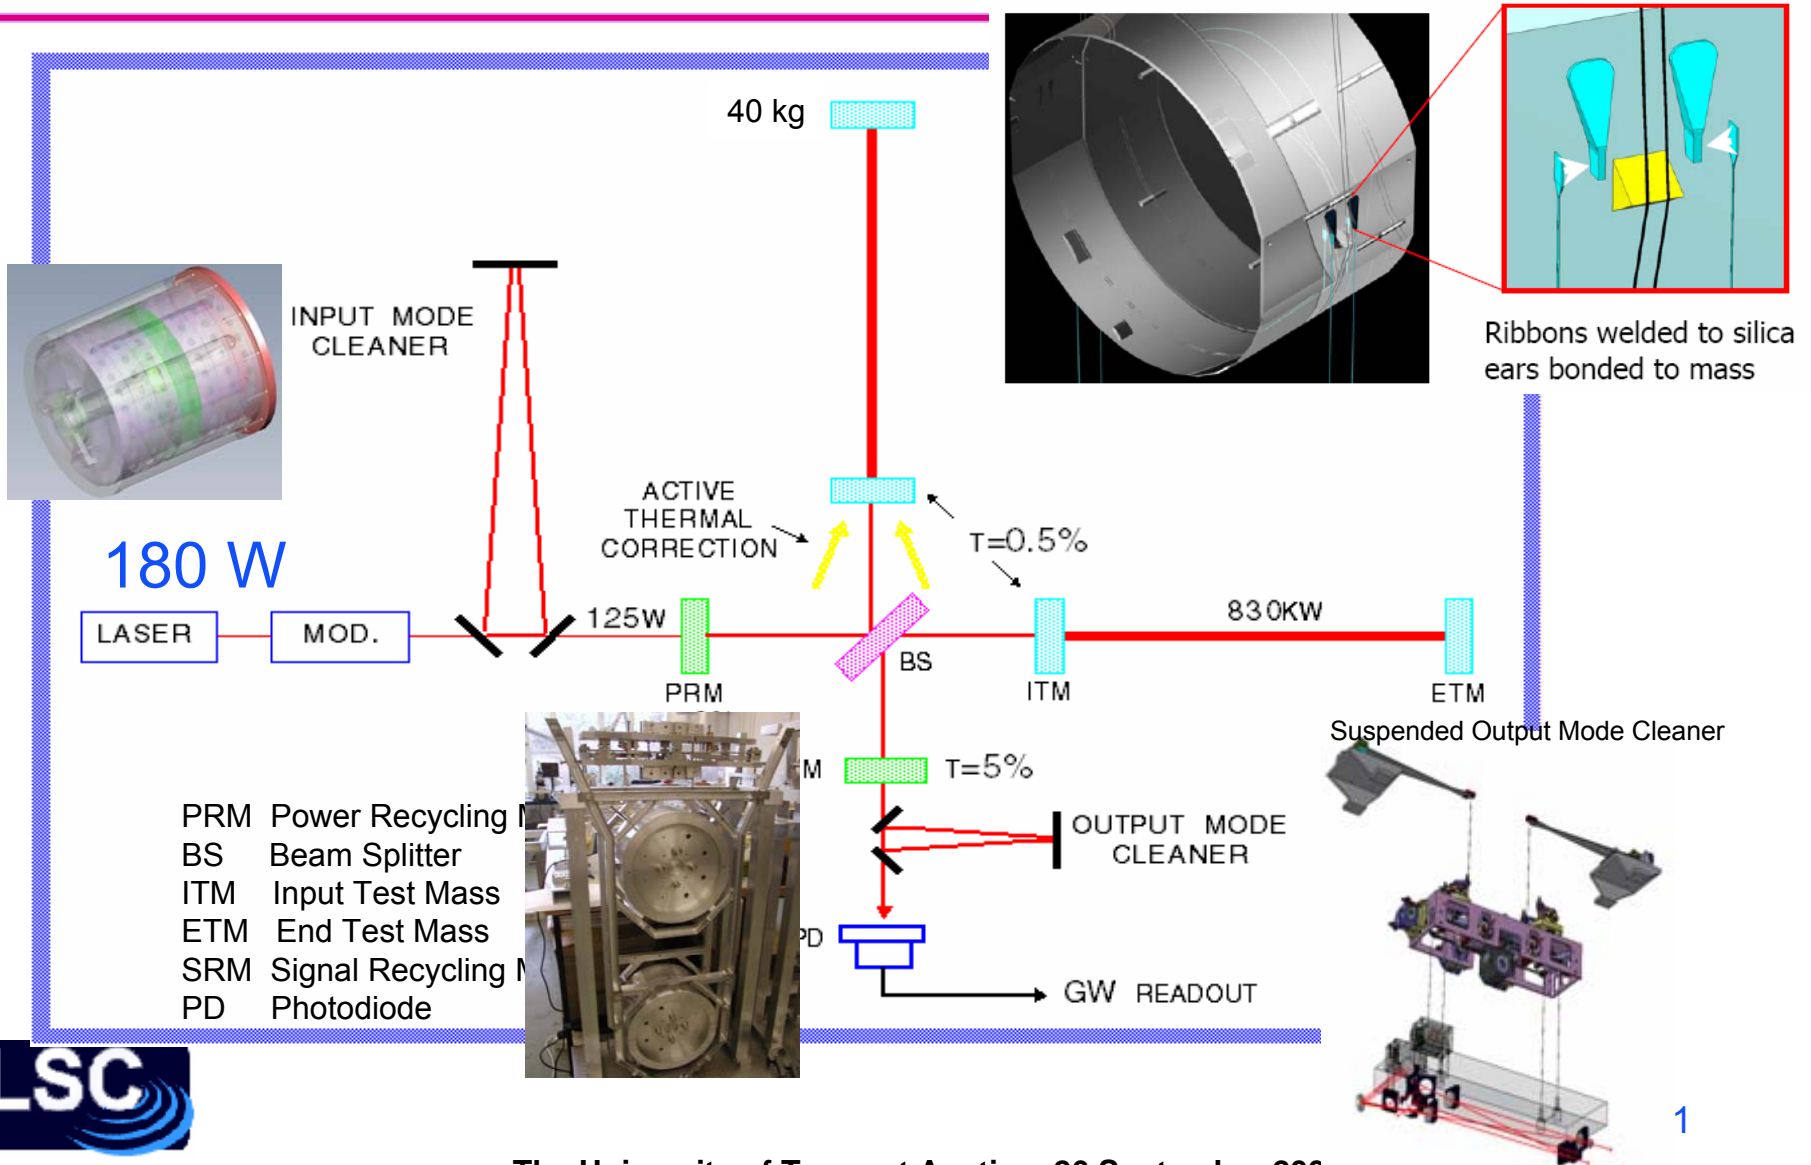 40 kg
Ribbons welded to silica
ears bonded to mass
INPUT MODE
CLEANER
ACTIVE
THERMAL
CORRECTION
T=0.5%
180 W
LASER
MOD.
125W
830KW
PRM
BS
ITM
ETM
Suspended Output Mode Cleaner
M
T=5%
OUTPUT MODE
CLEANER
PRM Power Recycling M
BS Beam Splitter
ITM Input Test Mass
ETM End Test Mass
SRM Signal Recycling M
PD Photodiode
PD
GW READOUT
LSC
1